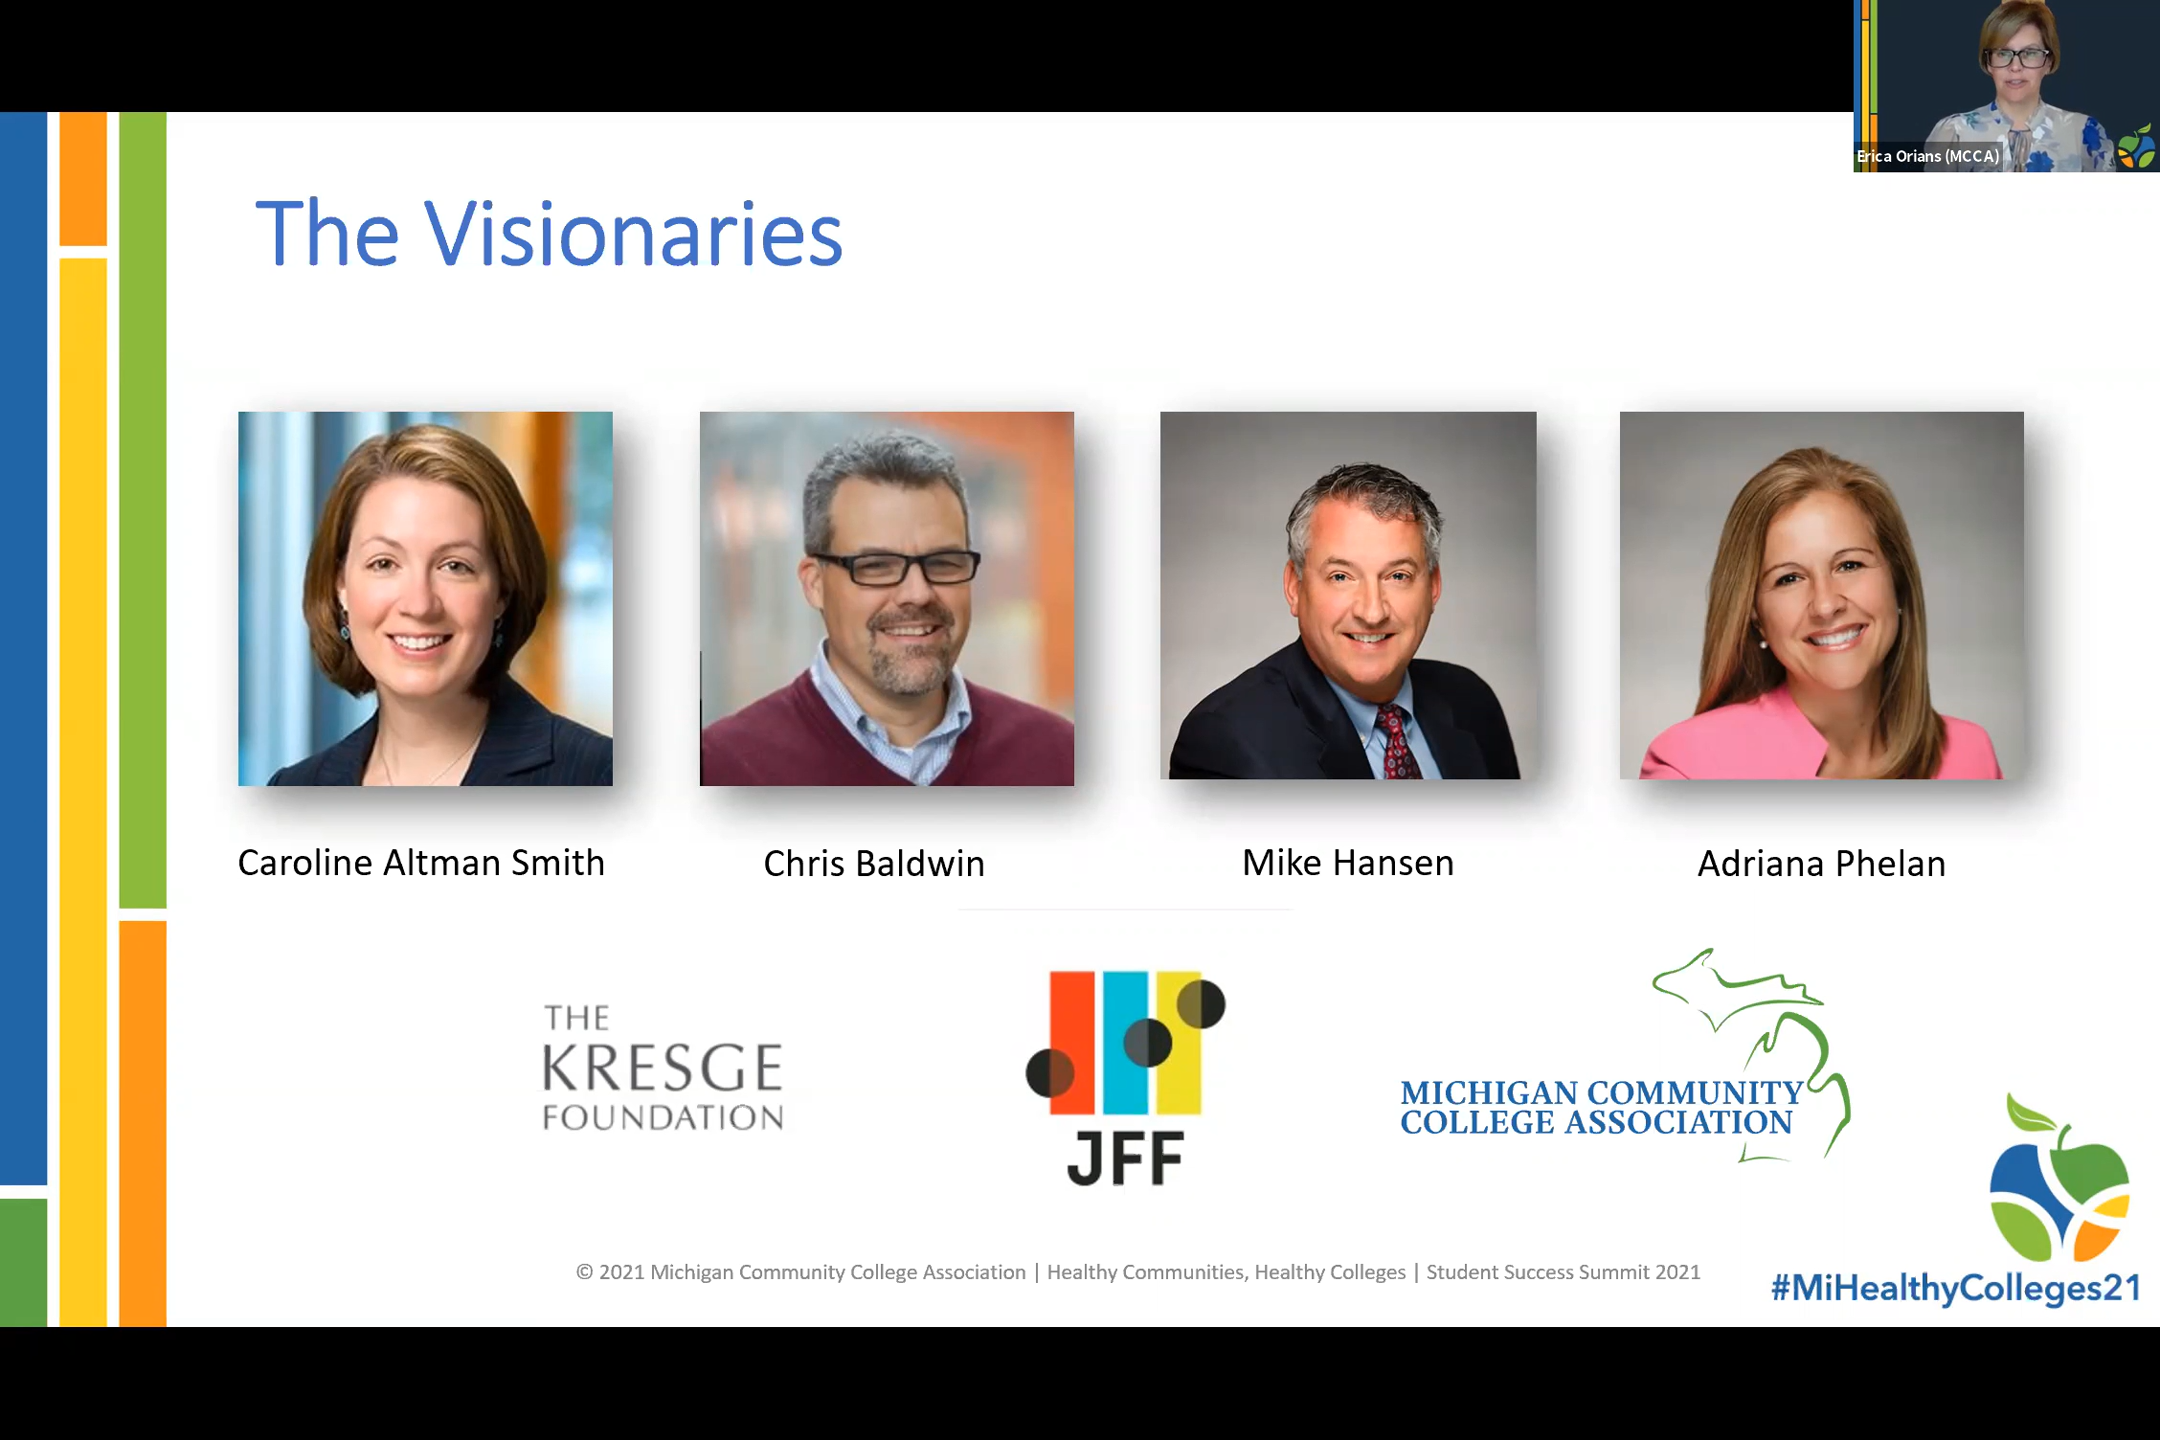 Erica Orians (MCCA)
The Visionaries
Caroline Altman Smith
Chris Baldwin
Mike Hansen
Adriana Phelan
THE
KRESGE
FOUNDATION
JFF
MICHIGAN COMMUNITY
COLLEGE ASSOCIATION
© 2021 Michigan Community College Association | Healthy Communities, Healthy Colleges | Student Success Summit 2021
#MiHealthyColleges21